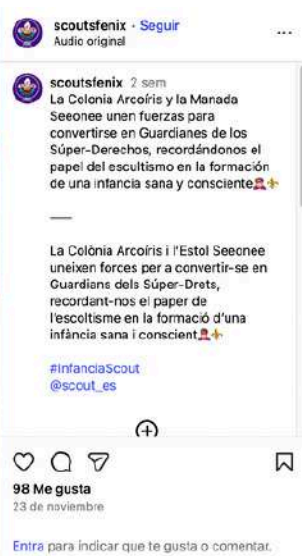 scoutsfenix · Seguir
Audio original
scoutsfenix 2 sem
La Colonia Arcoíris y la Manada
Seeonee unen fuerzas para
convertirse en Guardianes de los
Súper-Derechos, recordándonos el
papel del escultismo en la formación
de una infancia sana y consciente
La Colònia Arcoíris i l'Estol Seeonee
uneixen forces per a convertir-se en
Guardians dels Súper-Drets,
recordant-nos el paper de
l'escoltisme en la formació d'una
infància sana i conscient
#InfanciaScout
@scout_es
98 Me gusta
23 de noviembre
Entra para indicar que te gusta o comentar.